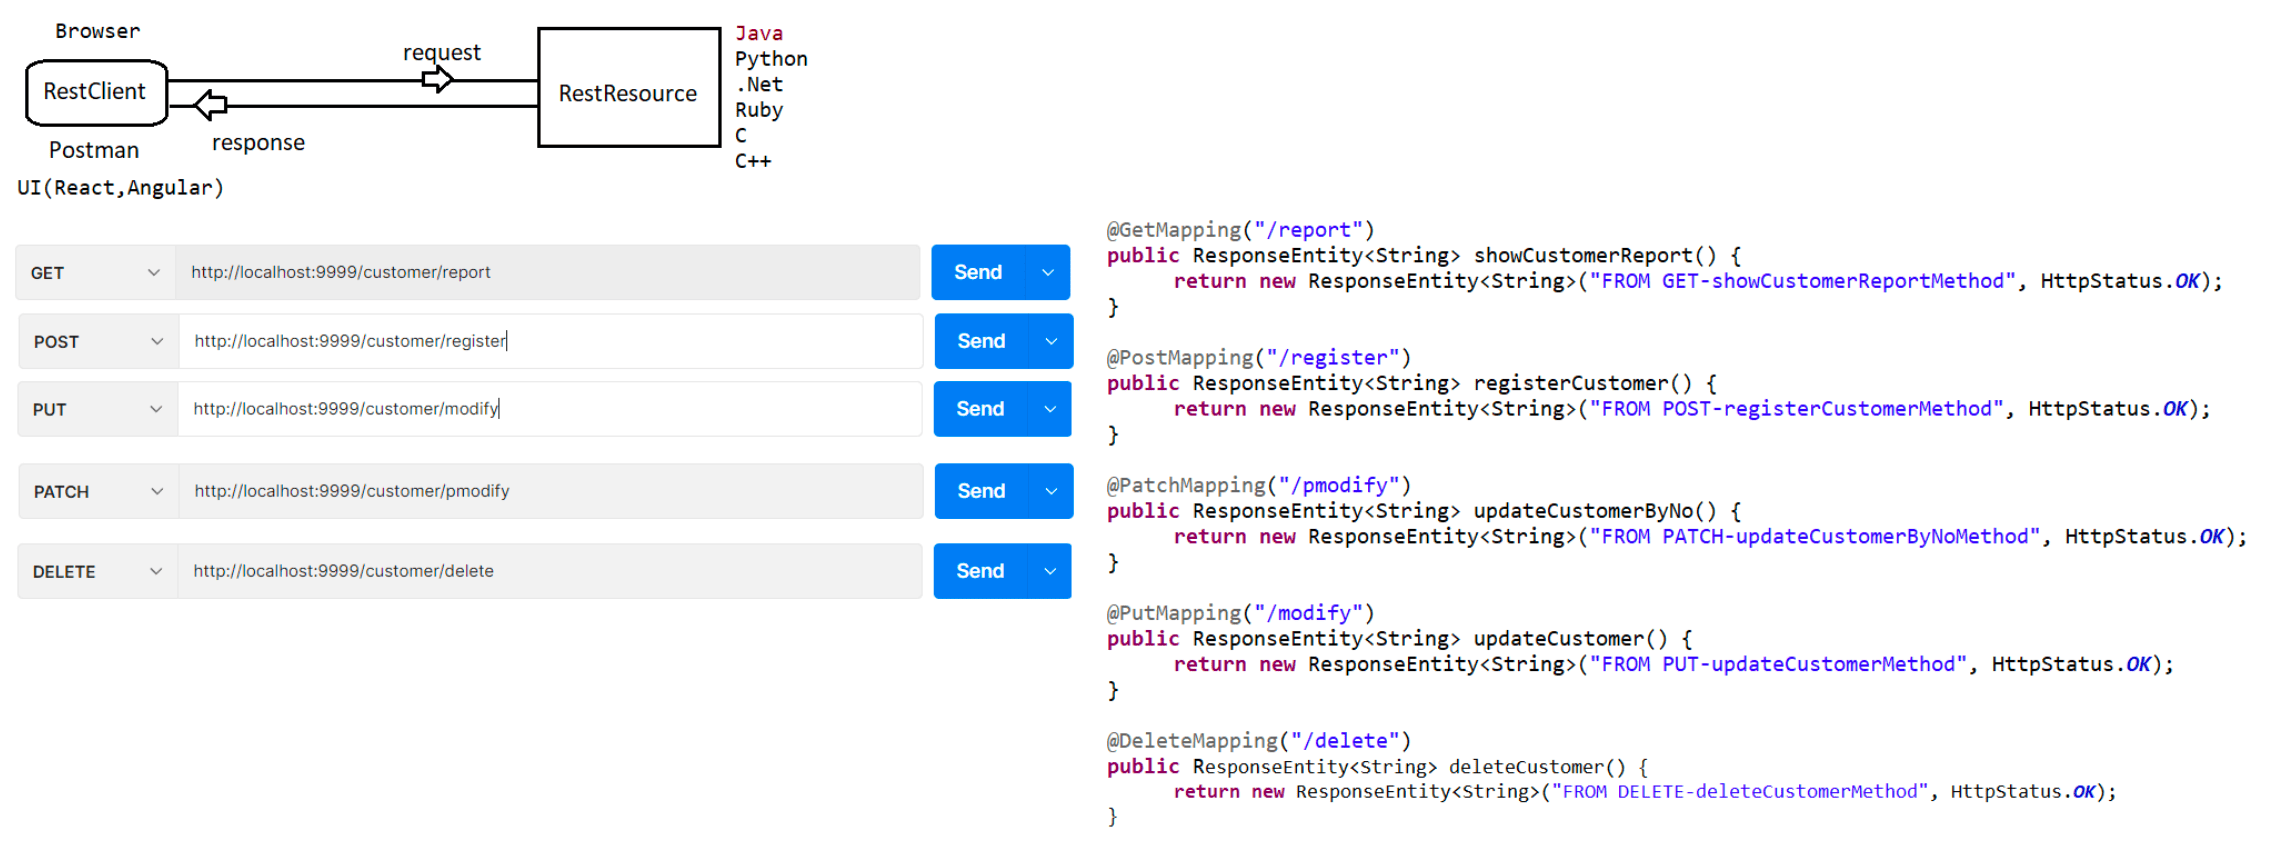 Browser
RestClient
Postman
UI(React,Angular)
request
response
RestResource
Java
Python
.Net
Ruby
C
C++
GET http://localhost:9999/customer/report Send
POST http://localhost:9999/customer/register Send
PUT http://localhost:9999/customer/modify Send
PATCH http://localhost:9999/customer/pmodify Send
DELETE http://localhost:9999/customer/delete Send
@GetMapping("/report")
public ResponseEntity<String> showCustomerReport() {
return new ResponseEntity<String>("FROM GET-showCustomerReportMethod", HttpStatus.OK);
}
@PostMapping("/register")
public ResponseEntity<String> registerCustomer() {
return new ResponseEntity<String>("FROM POST-registerCustomerMethod", HttpStatus.OK);
}
@PatchMapping("/pmodify")
public ResponseEntity<String> updateCustomerByNo() {
return new ResponseEntity<String>("FROM PATCH-updateCustomerByNoMethod", HttpStatus.OK);
}
@PutMapping("/modify")
public ResponseEntity<String> updateCustomer() {
return new ResponseEntity<String>("FROM PUT-updateCustomerMethod", HttpStatus.OK);
}
@DeleteMapping("/delete")
public ResponseEntity<String> deleteCustomer() {
return new ResponseEntity<String>("FROM DELETE-deleteCustomerMethod", HttpStatus.OK);
}